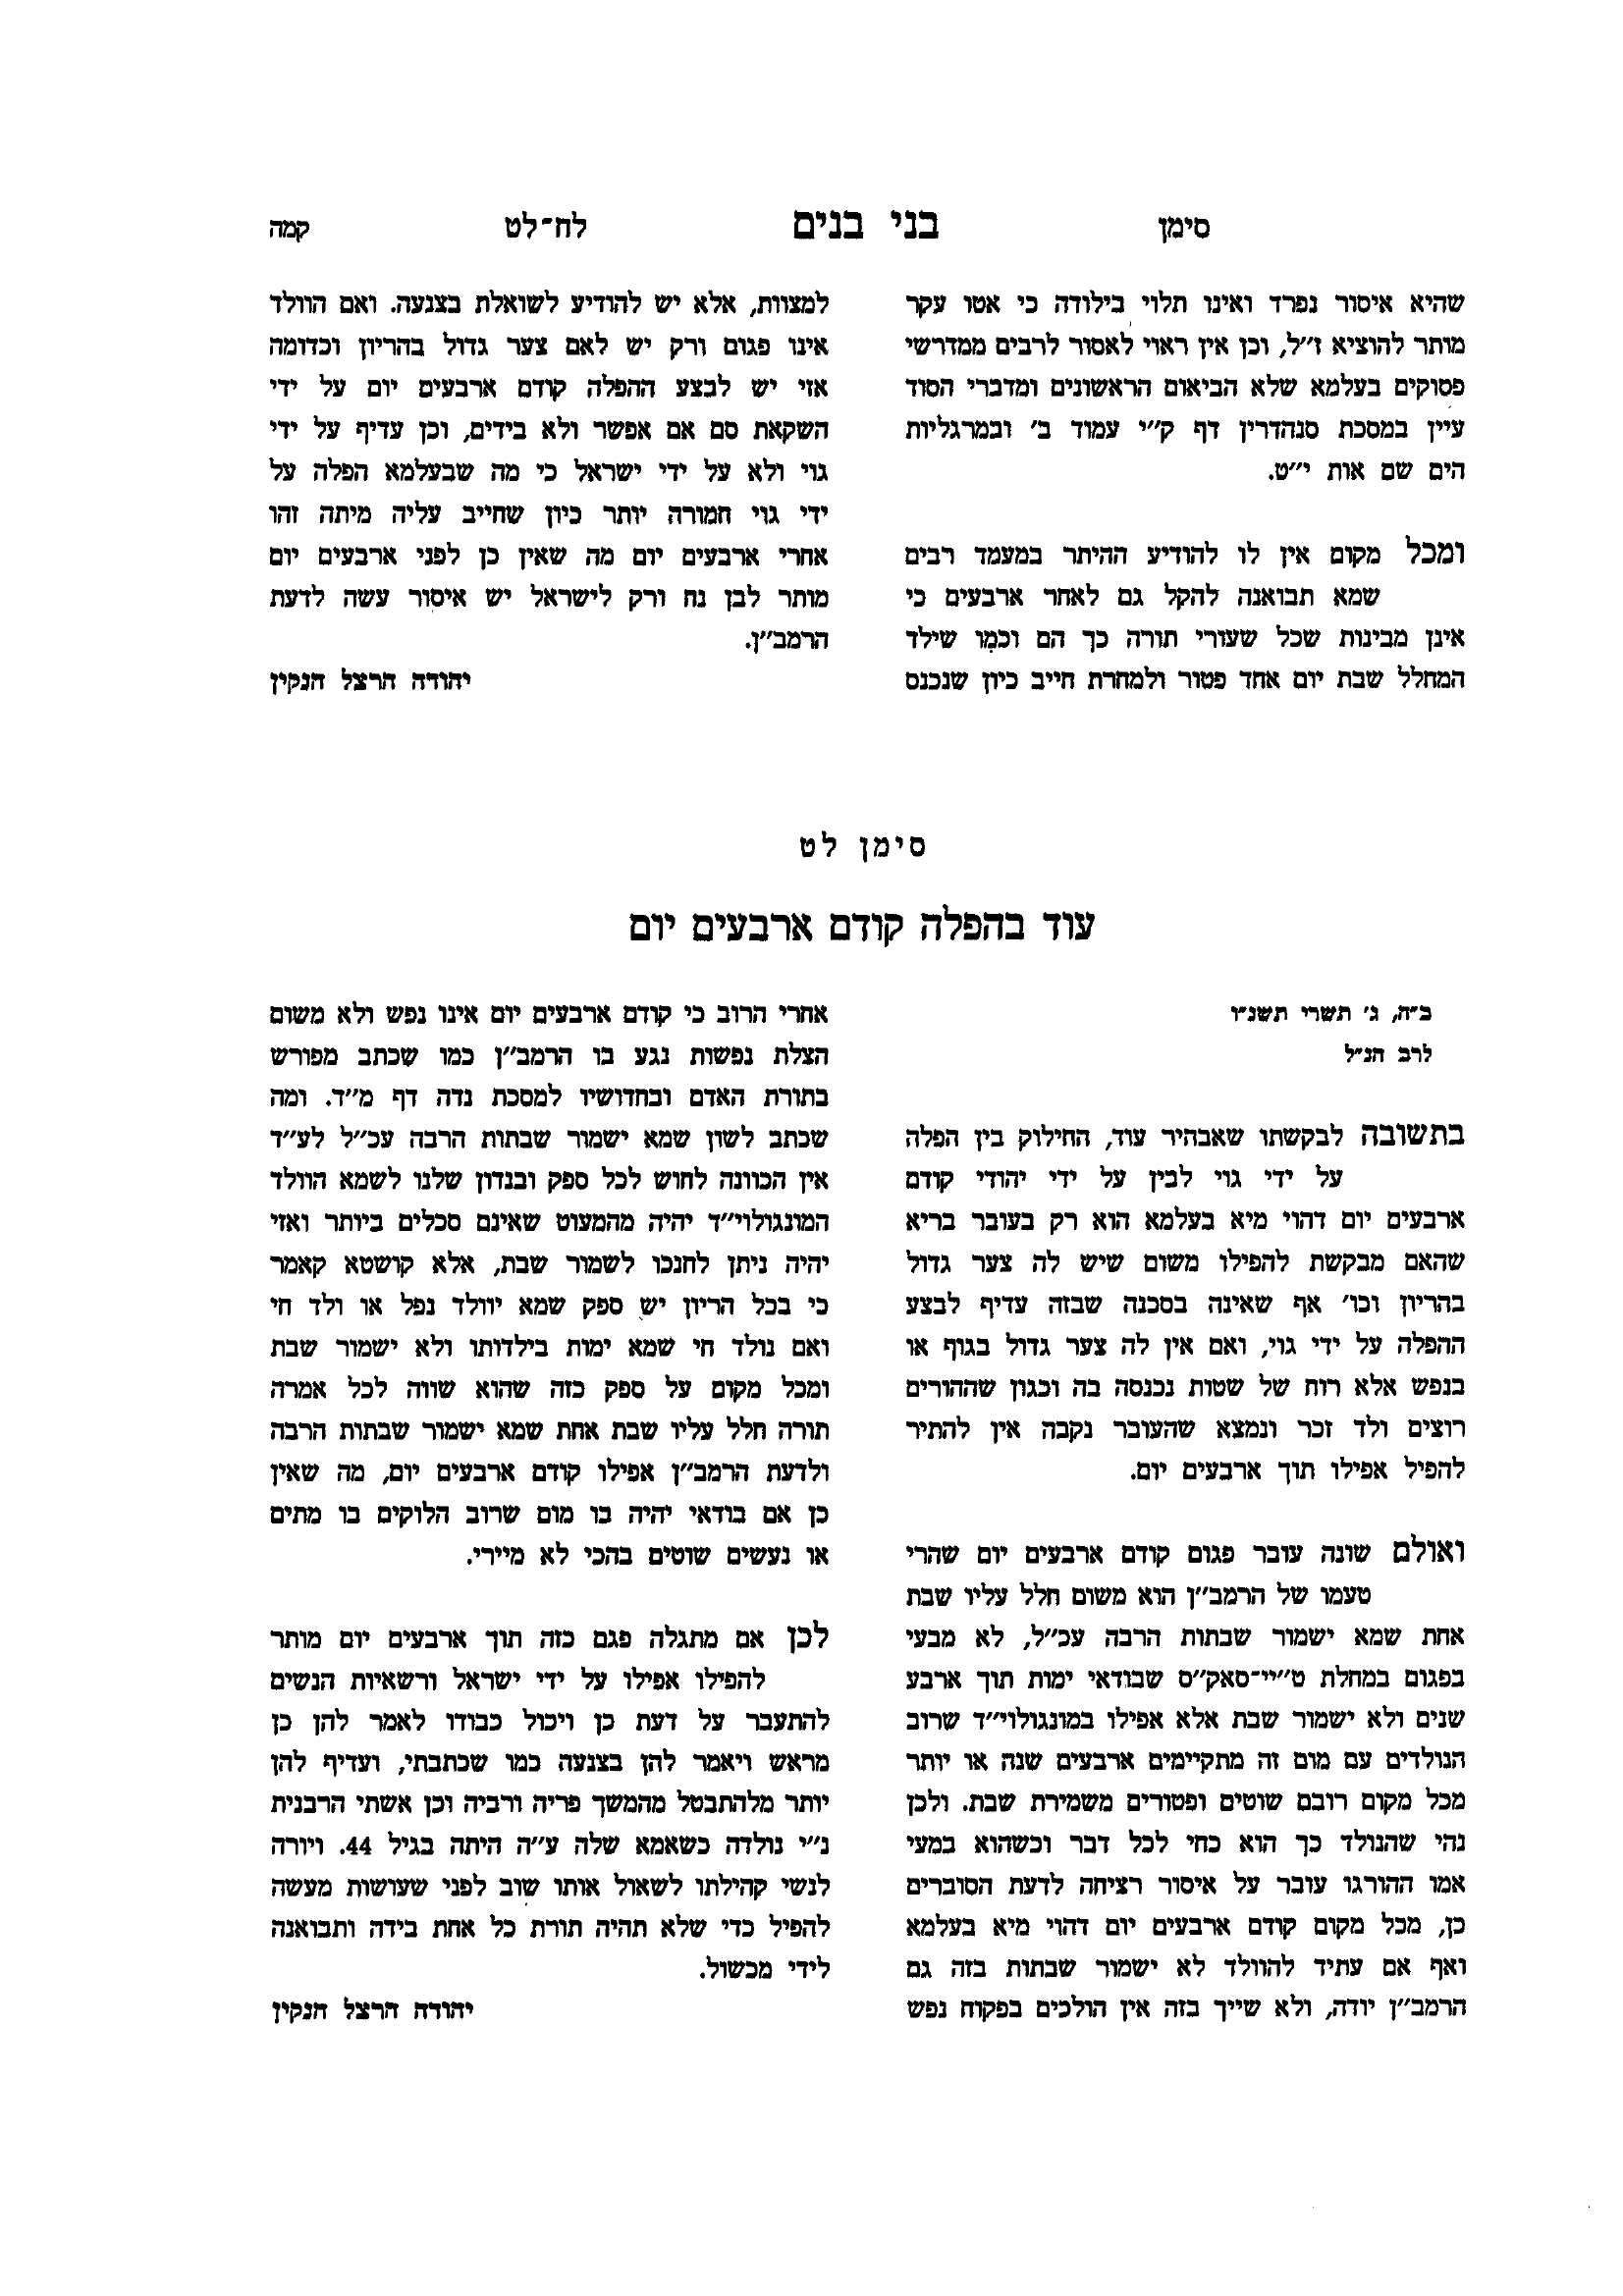 סימן
בני בנים
לח־לט
קמה
שהיא איסור נפרד ואינו תלוי בילודה כי אטו עקר
מותר להוציא ז״ל, וכן אין ראוי לאסור לרבים ממדרשי
פסוקים בעלמא שלא הביאום הראשונים ומדברי הסוד
עיין במסכת סנהדרין דף ק״י עמוד ב׳ ובמרגליות
הים שם אות י״ט.
ומכל מקום אין לו להודיע ההיתר במעמד רבים
שמא תבואנה להקל גם לאחר ארבעים כי
אינן מבינות שכל שעורי תורה כך הם וכמו שילד
המחלל שבת יום אחד פטור ולמחרת חייב כיון שנכנס
למצוות, אלא יש להודיע לשואלת בצנעה. ואם הוולד
אינו פגום ורק יש לאם צער גדול בהריון וכדומה
אזי יש לבצע ההפלה קודם ארבעים יום על ידי
השקאת סם אם אפשר ולא בידים, וכן עדיף על ידי
גוי ולא על ידי ישראל כי מה שבעלמא הפלה על
ידי גוי חמורה יותר כיון שחייב עליה מיתה זהו
אחרי ארבעים יום מה שאין כן לפני ארבעים יום
מותר לבן נח ורק לישראל יש איסור עשה לדעת
הרמב״ן.
יהודה הרצל הנקין
סימן לט
עוד בהפלה קודם ארבעים יום
ב״ה, ג׳ תשרי תשנ״ו
לרב הנ״ל
בתשובה לבקשתו שאבהיר עוד, החילוק בין הפלה
על ידי גוי לבין על ידי יהודי קודם
ארבעים יום דהוי מיא בעלמא הוא רק בעובר בריא
שהאם מבקשת להפילו משום שיש לה צער גדול
בהריון וכו׳ אף שאינה בסכנה שבזה עדיף לבצע
ההפלה על ידי גוי, ואם אין לה צער גדול בגוף או
בנפש אלא רוח של שטות נכנסה בה וכגון שההורים
רוצים ולד זכר ונמצא שהעובר נקבה אין להתיר
להפיל אפילו תוך ארבעים יום.
ואולם שונה עובר פגום קודם ארבעים יום שהרי
טעמו של הרמב״ן הוא משום חלל עליו שבת
אחת שמא ישמור שבתות הרבה עכ״ל, לא מבעי
בפגום במחלת ט״יי־סאק״ס שבודאי ימות תוך ארבע
שנים ולא ישמור שבת אלא אפילו במונגולוי״ד שרוב
הנולדים עם מום זה מתקיימים ארבעים שנה או יותר
מכל מקום רובם שוטים ופטורים משמירת שבת. ולכן
נהי שהנולד כך הוא כחי לכל דבר וכשהוא במעי
אמו ההורגו עובר על איסור רציחה לדעת הסוברים
כן, מכל מקום קודם ארבעים יום דהוי מיא בעלמא
ואף אם עתיד להוולד לא ישמור שבתות בזה גם
הרמב״ן יודה, ולא שייך בזה אין הולכים בפקוח נפש
אחרי הרוב כי קודם ארבעים יום אינו נפש ולא משום
הצלת נפשות נגע בו הרמב״ן כמו שכתב מפורש
בתורת האדם ובחדושיו למסכת נדה דף מ״ד. ומה
שכתב לשון שמא ישמור שבתות הרבה עכ״ל לע״ד
אין הכוונה לחוש לכל ספק ובנדון שלנו לשמא הוולד
המונגולוי״ד יהיה מהמעוט שאינם סכלים ביותר ואזי
יהיה ניתן לחנכו לשמור שבת, אלא קושטא קאמר
כי בכל הריון יש ספק שמא יוולד נפל או ולד חי
ואם נולד חי שמא ימות בילדותו ולא ישמור שבת
ומכל מקום על ספק כזה שהוא שווה לכל אמרה
תורה חלל עליו שבת אחת שמא ישמור שבתות הרבה
ולדעת הרמב״ן אפילו קודם ארבעים יום, מה שאין
כן אם בודאי יהיה בו מום שרוב הלוקים בו מתים
או נעשים שוטים בהכי לא מיירי.
לכן אם מתגלה פגם כזה תוך ארבעים יום מותר
להפילו אפילו על ידי ישראל ורשאיות הנשים
להתעבר על דעת כן ויכול כבודו לאמר להן כן
מראש ויאמר להן בצנעה כמו שכתבתי, ועדיף להן
יותר מלהתבטל מהמשך פריה ורביה וכן אשתי הרבנית
נ״י נולדה כשאמא שלה ע״ה היתה בגיל 44. ויורה
לנשי קהילתו לשאול אותו שוב לפני שעושות מעשה
להפיל כדי שלא תהיה תורת כל אחת בידה ותבואנה
לידי מכשול.
יהודה הרצל הנקין